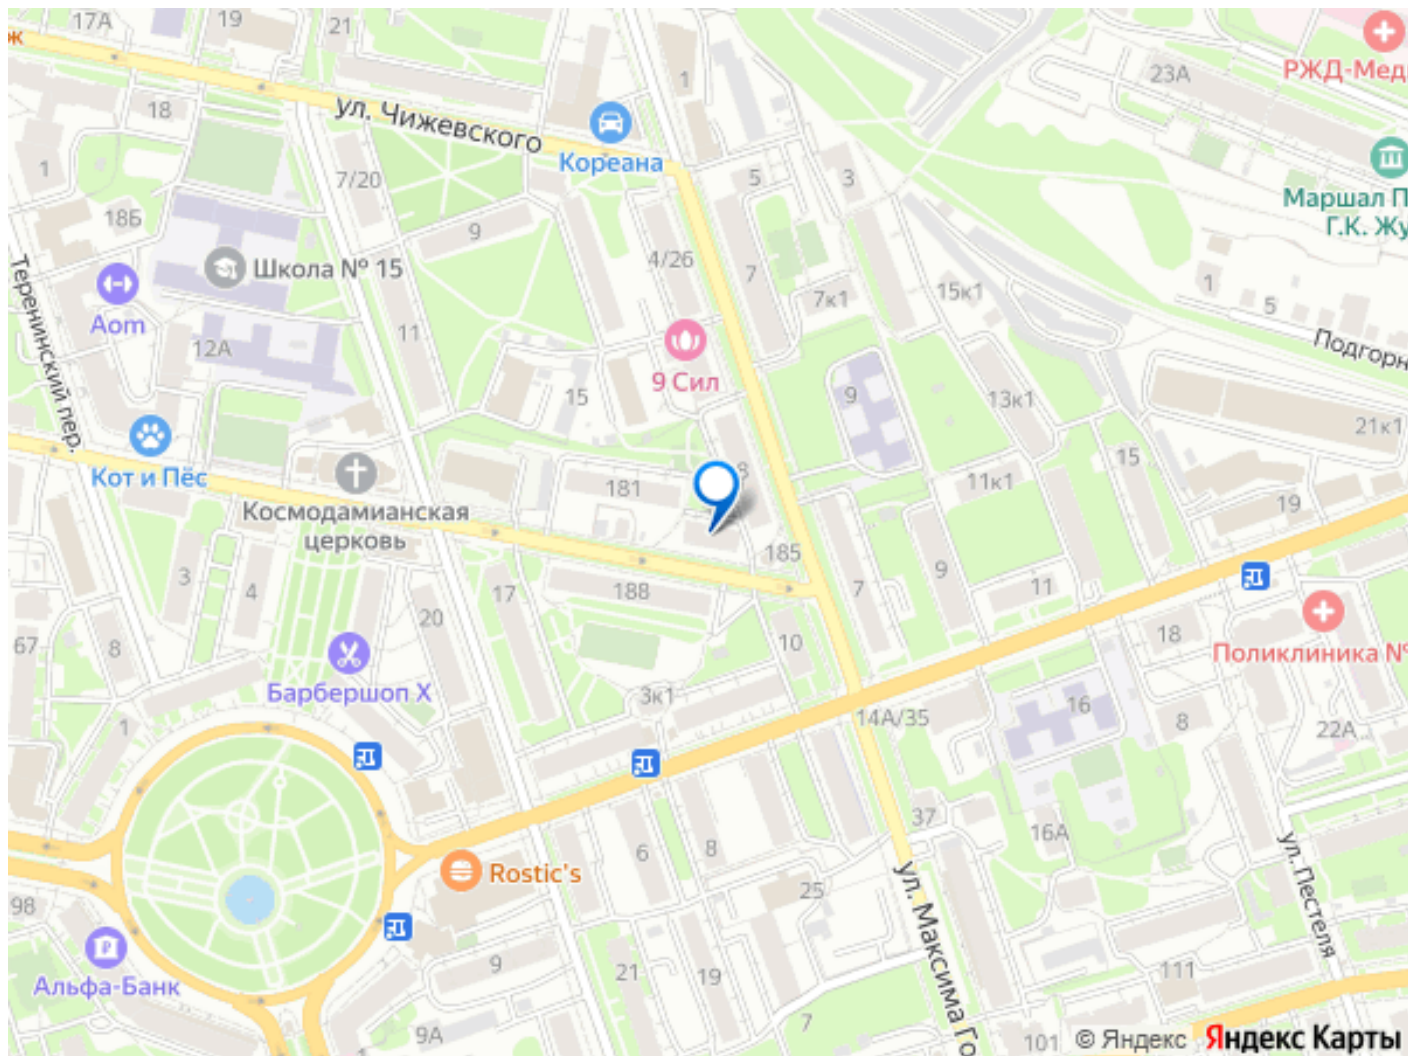 17А
19
21
ж
1
РЖД-Мед
23А
18
ул. Чижевского
Кореана
Маршал П
Г.К. Жу
1
7/20
5
3
18Б
9
4/26
Школа № 15
7
Теренинский пер.
Aom
7к1
15к1
1
5
Подгорн
11
12А
9 Сил
15
9
13к1
21к1
Кот и Пёс
8
15
181
11к1
19
Космодамианская
церковь
185
3
4
17
188
7
9
11
20
67
8
10
18
Поликлиника №
Барбершоп Х
3к1
16
1
14А/35
8
22А
37
16А
6
8
ул. Пестеля
Rostic's
25
98
ул. Максима Го
Альфа-Банк
9
21
19
111
7
9А
101
© Яндекс
Яндекс Карты